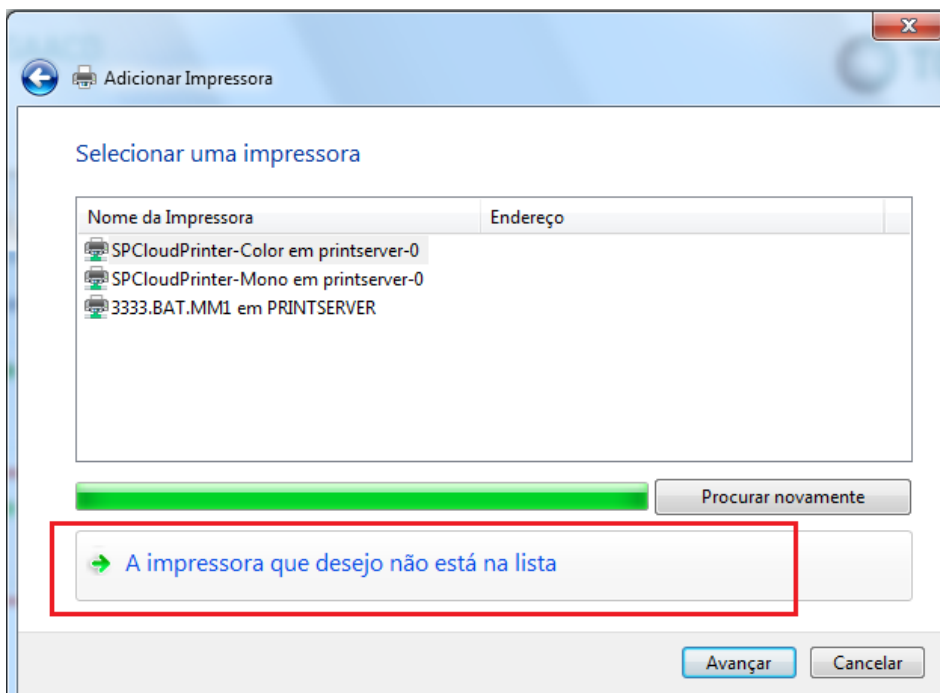 Adicionar Impressora
Selecionar uma impressora
Nome da Impressora Endereço
SPCloudPrinter-Color em printserver-0
SPCloudPrinter-Mono em printserver-0
3333.BAT.MM1 em PRINTSERVER
Procurar novamente
A impressora que desejo não está na lista
Avançar Cancelar